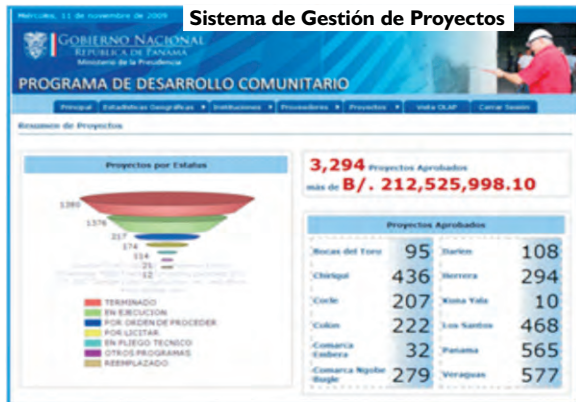 Miércoles, 11 de noviembre de 2009
Sistema de Gestión de Proyectos
GOBIERNO NACIONAL
REPÚBLICA DE PANAMÁ
Ministerio de la Presidencia
PROGRAMA DE DESARROLLO COMUNITARIO
Principal Estadísticas Geográficas Instituciones Proveedores Proyectos Vista OLAP Cerrar Sesión
Resumen de Proyectos
Proyectos por Estatus
1376
217
174
114
21
12
TERMINADO
EN EJECUCION
POR ORDEN DE PROCEDER
POR LICITAR
EN PLIEGO TECNICO
OTROS PROGRAMAS
REEMPLAZADO
3,294 Proyectos Aprobados
más de B/. 212,525,998.10
Proyectos Aprobados
Bocas del Toro 95 Darien 108
Chiriqui 436 Herrera 294
Cocle 207 Kuna Yala 10
Colón 222 Los Santos 468
Comarca Embera 32 Panama 565
Comarca Ngobe Bugle 279 Veraguas 577